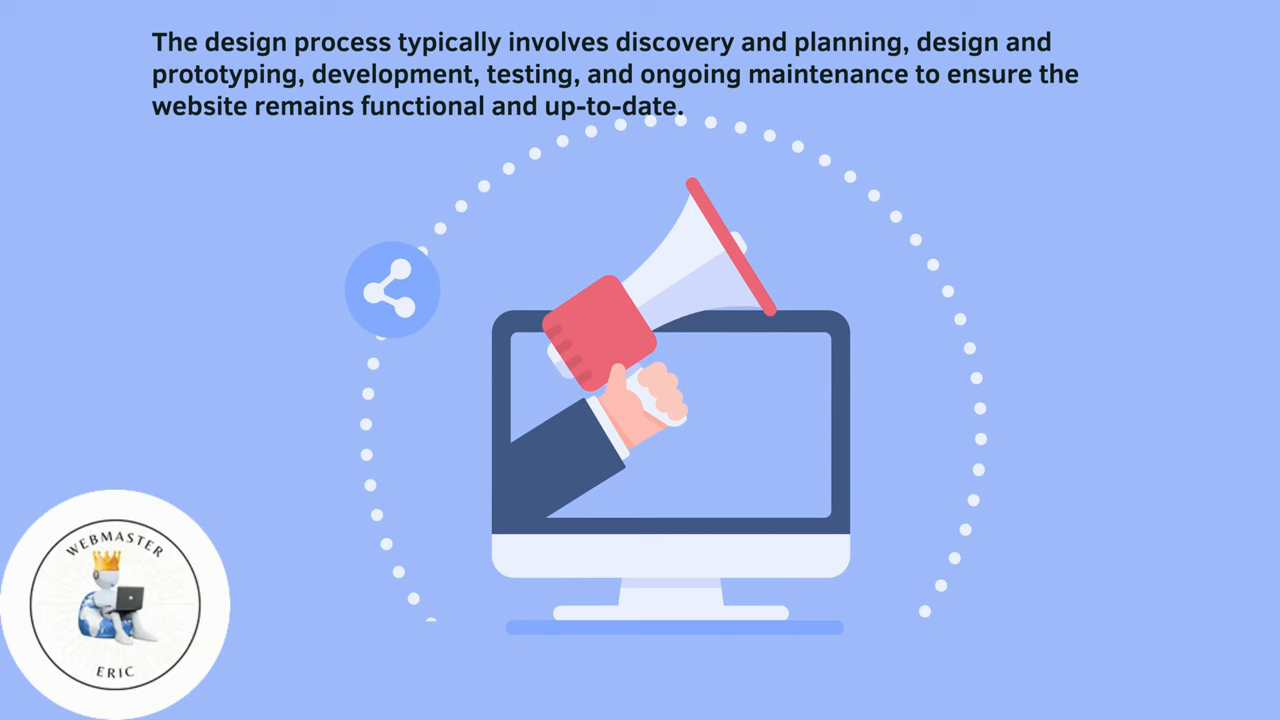 The design process typically involves discovery and planning, design and
prototyping, development, testing, and ongoing maintenance to ensure the
website remains functional and up-to-date.
WEBMASTER
ERIC